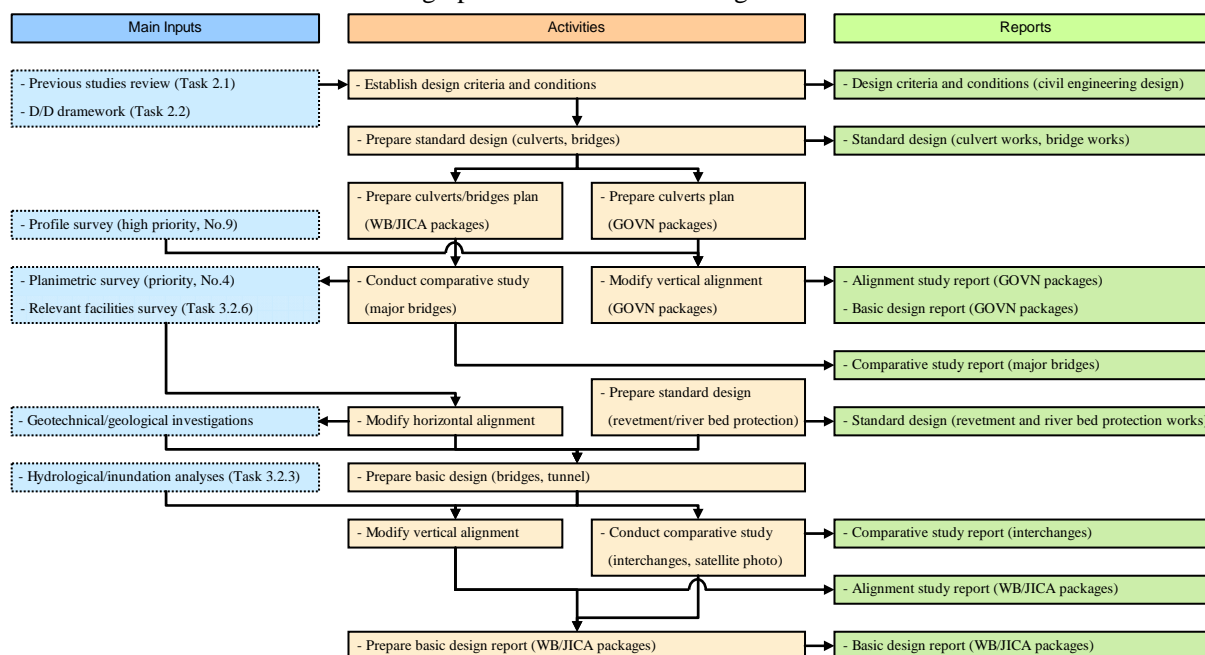 Main Inputs
Activities
Reports
- Previous studies review (Task 2.1)
- D/D dramework (Task 2.2)
- Establish design criteria and conditions
- Design criteria and conditions (civil engineering design)
- Prepare standard design (culverts, bridges)
- Standard design (culvert works, bridge works)
- Prepare culverts/bridges plan
(WB/JICA packages)
- Prepare culverts plan
(GOVN packages)
- Profile survey (high priority, No.9)
- Planimetric survey (priority, No.4)
- Relevant facilities survey (Task 3.2.6)
- Conduct comparative study
(major bridges)
- Modify vertical alignment
(GOVN packages)
- Alignment study report (GOVN packages)
- Basic design report (GOVN packages)
- Comparative study report (major bridges)
- Prepare standard design
(revetment/river bed protection)
- Geotechnical/geological investigations
- Modify horizontal alignment
- Standard design (revetment and river bed protection works)
- Hydrological/inundation analyses (Task 3.2.3)
- Prepare basic design (bridges, tunnel)
- Modify vertical alignment
- Conduct comparative study
(interchanges, satellite photo)
- Comparative study report (interchanges)
- Alignment study report (WB/JICA packages)
- Prepare basic design report (WB/JICA packages)
- Basic design report (WB/JICA packages)